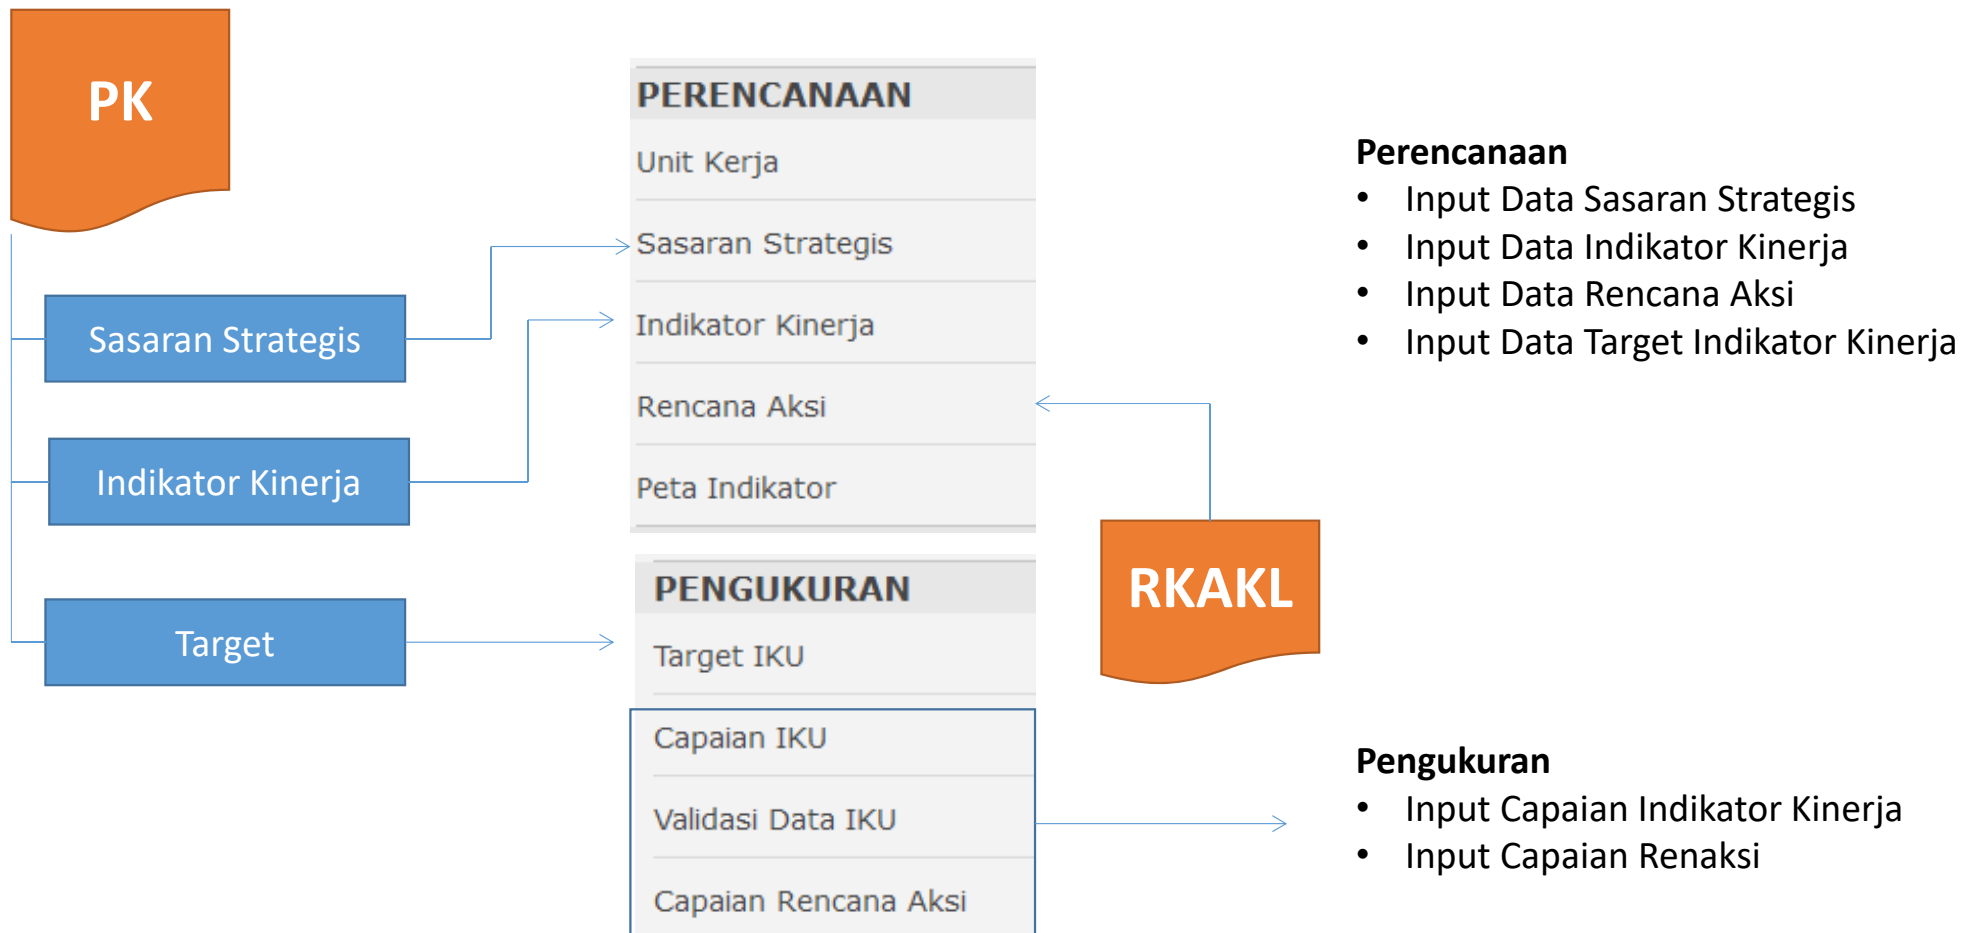 PK
Sasaran Strategis
Indikator Kinerja
Target
PERENCANAAN
Unit Kerja
Sasaran Strategis
Indikator Kinerja
Rencana Aksi
Peta Indikator
PENGUKURAN
Target IKU
Capaian IKU
Validasi Data IKU
Capaian Rencana Aksi
RKAKL
Perencanaan
• Input Data Sasaran Strategis
• Input Data Indikator Kinerja
• Input Data Rencana Aksi
• Input Data Target Indikator Kinerja
Pengukuran
• Input Capaian Indikator Kinerja
• Input Capaian Renaksi